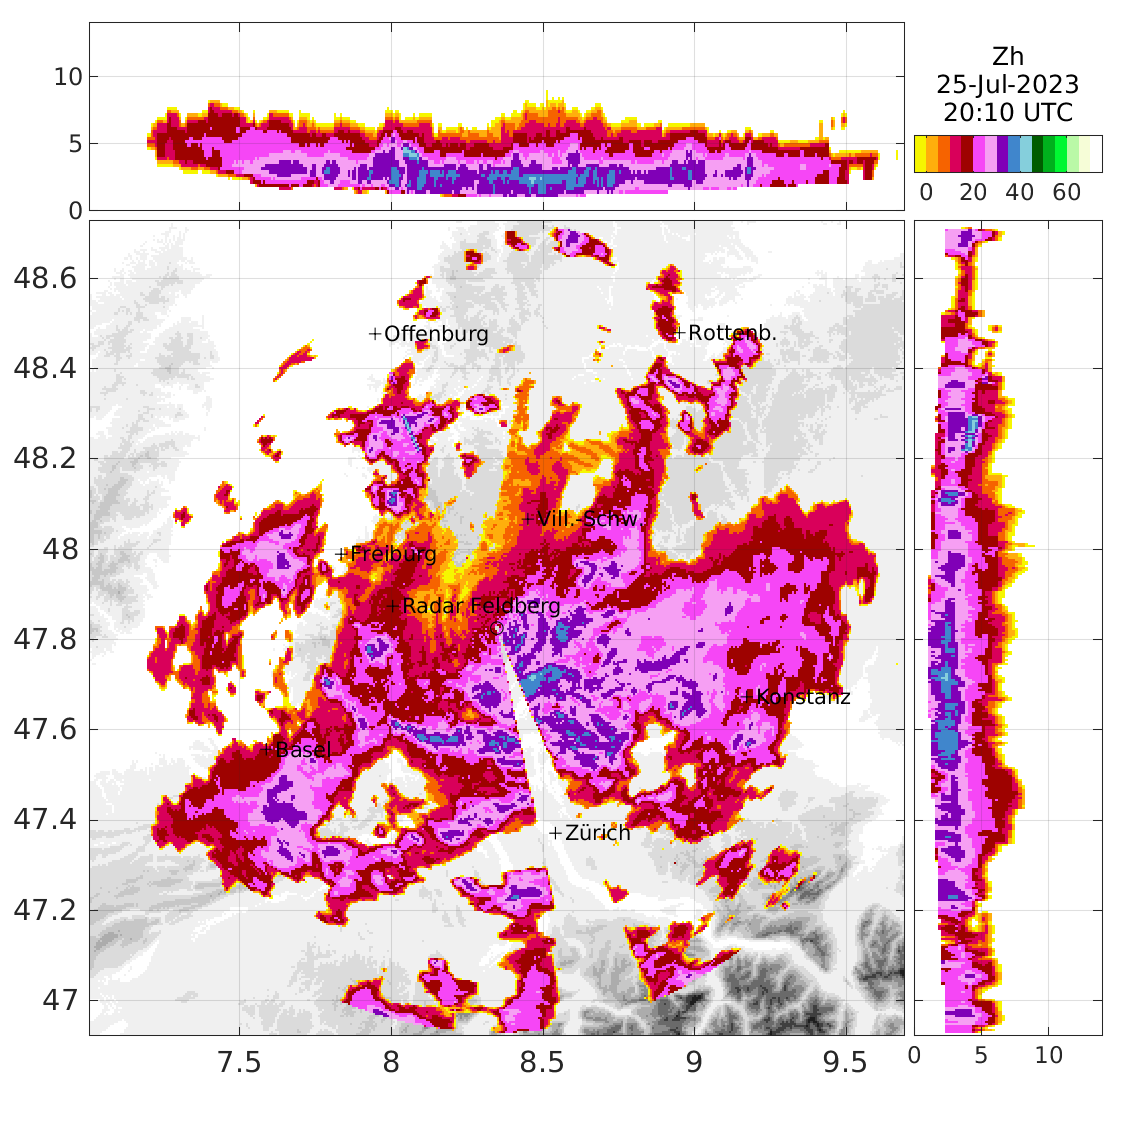 10
5
0
Zh
25-Jul-2023
20:10 UTC
0 20 40 60
48.6
48.4
48.2
48
47.8
47.6
47.4
47.2
47
+Offenburg
+Rottenb.
+Vill.-Schw.
+Freiburg
+Radar Feldberg
+Konstanz
+Basel
+Zürich
7.5 8 8.5 9 9.5
0 5 10